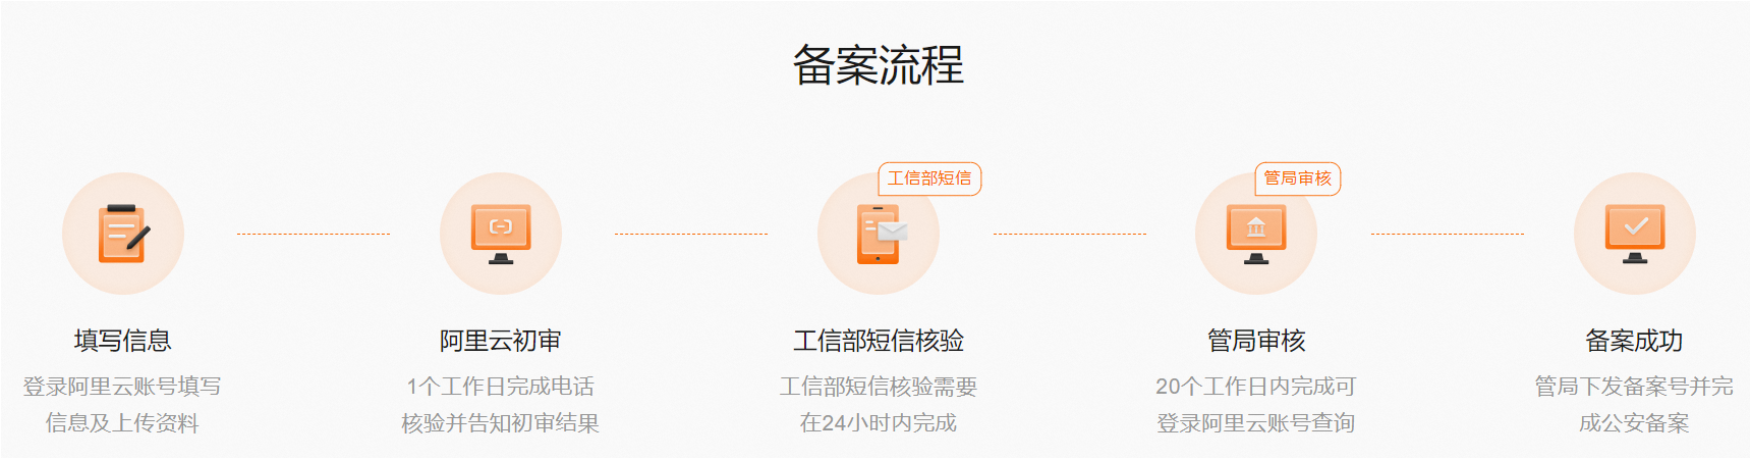 备案流程
工信部短信
管局审核
填写信息
登录阿里云账号填写
信息及上传资料
阿里云初审
1个工作日完成电话
核验并告知初审结果
工信部短信核验
工信部短信核验需要
在24小时内完成
管局审核
20个工作日内完成可
登录阿里云账号查询
备案成功
管局下发备案号并完
成公安备案